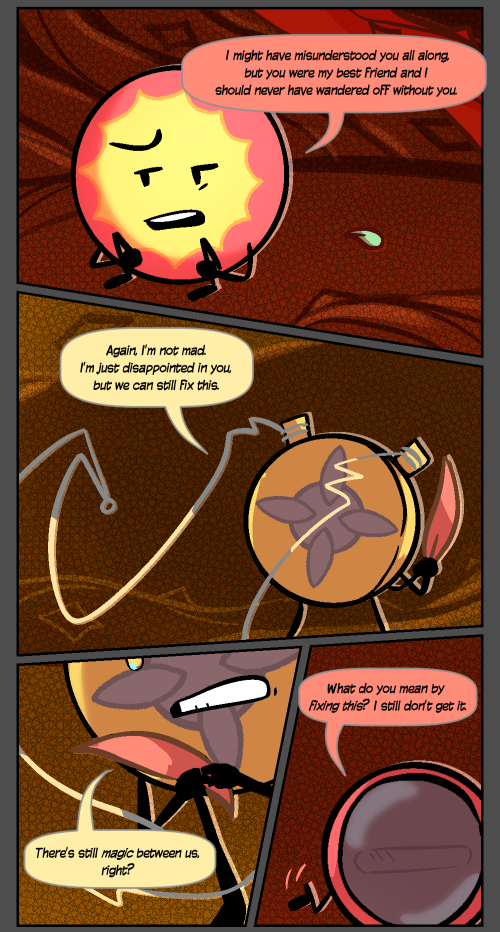 I might have misunderstood you all along,
but you were my best friend and I
should never have wandered off without you.
Again, I'm not mad.
I'm just disappointed in you,
but we can still fix this.
There's still magic between us,
right?
What do you mean by
fixing this? I still don't get it.